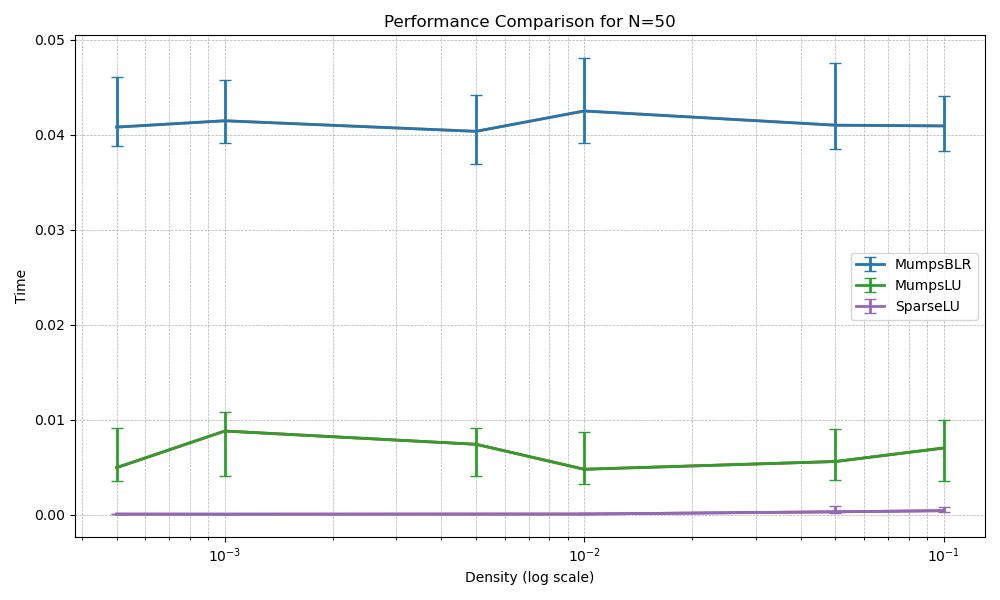 Performance Comparison for N=50
0.05
0.04
0.03
0.02
0.01
0.00
Time
MumpsBLR
MumpsLU
SparseLU
10⁻³
10⁻²
10⁻¹
Density (log scale)